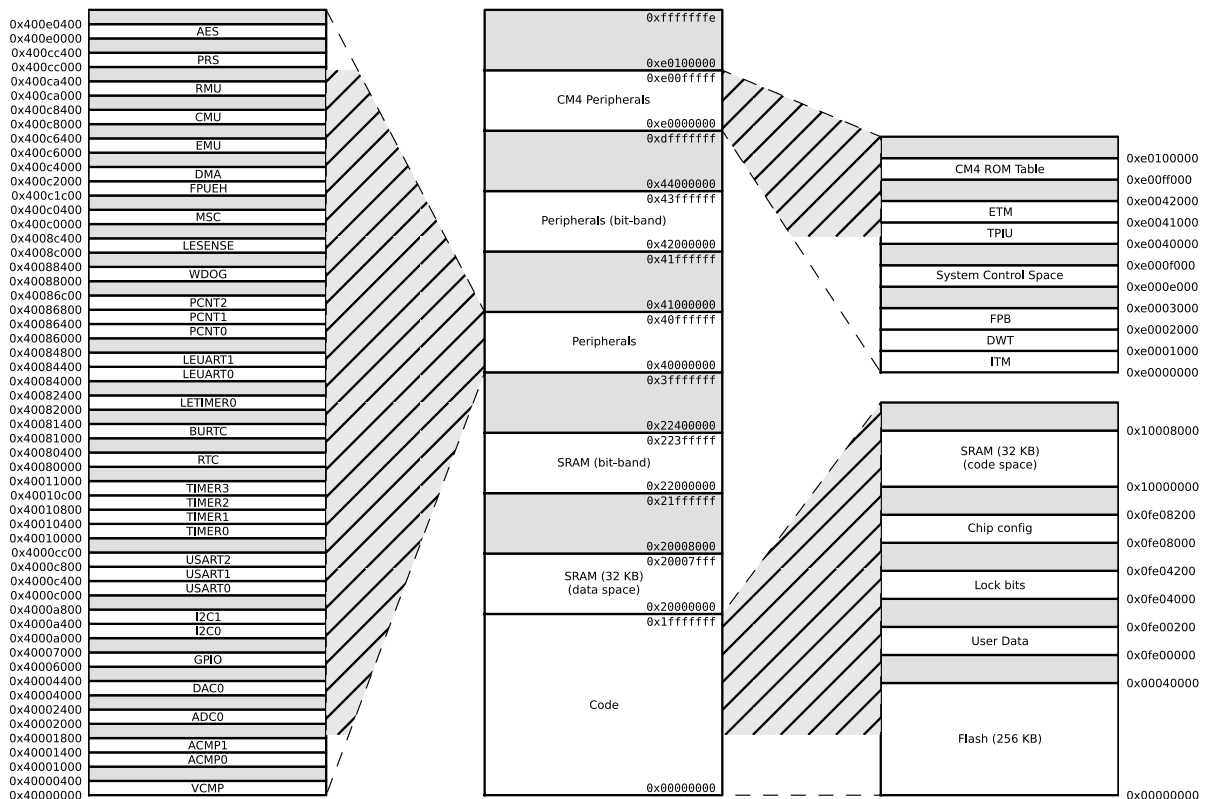 0x400e0400
AES
0x400e0000
0x400cc400
PRS
0x400cc000
0x400ca400
RMU
0x400ca000
0x400c8400
CMU
0x400c8000
0x400c6400
EMU
0x400c6000
0x400c4000
DMA
0x400c2000
FPUEH
0x400c1c00
0x400c0400
MSC
0x400c0000
0x4008c400
LESENSE
0x4008c000
0x40088400
WDOG
0x40088000
0x40086c00
PCNT2
0x40086800
PCNT1
0x40086400
PCNT0
0x40086000
0x40084800
LEUART1
0x40084400
LEUART0
0x40084000
0x40082400
LETIMER0
0x40082000
0x40081400
BURTC
0x40081000
0x40080400
RTC
0x40080000
0x40011000
TIMER3
0x40010c00
TIMER2
0x40010800
TIMER1
0x40010400
TIMER0
0x40010000
0x4000cc00
USART2
0x4000c800
USART1
0x4000c400
USART0
0x4000c000
0x4000a800
I2C1
0x4000a400
I2C0
0x4000a000
0x40007000
GPIO
0x40006000
0x40004400
DAC0
0x40004000
0x40002400
ADC0
0x40002000
0x40001800
ACMP1
0x40001400
ACMP0
0x40001000
0x40000400
VCMP
0x40000000
0xfffffffe
0xe0100000
0xe00fffff
CM4 Peripherals
0xe0000000
0xdfffffff
0x44000000
0x43ffffff
Peripherals (bit-band)
0x42000000
0x41ffffff
0x41000000
0x40ffffff
Peripherals
0x40000000
0x3fffffff
0x22400000
0x223fffff
SRAM (bit-band)
0x22000000
0x21ffffff
0x20008000
0x20007fff
SRAM (32 KB)
(data space)
0x20000000
0x1fffffff
Code
0x00000000
0xe0100000
CM4 ROM Table
0xe00ff000
0xe0042000
ETM
0xe0041000
TPIU
0xe0040000
0xe000f000
System Control Space
0xe000e000
0xe0003000
FPB
0xe0002000
DWT
0xe0001000
ITM
0xe0000000
0x10008000
SRAM (32 KB)
(code space)
0x10000000
0x0fe08200
Chip config
0x0fe08000
0x0fe04200
Lock bits
0x0fe04000
0x0fe00200
User Data
0x0fe00000
0x00040000
Flash (256 KB)
0x00000000